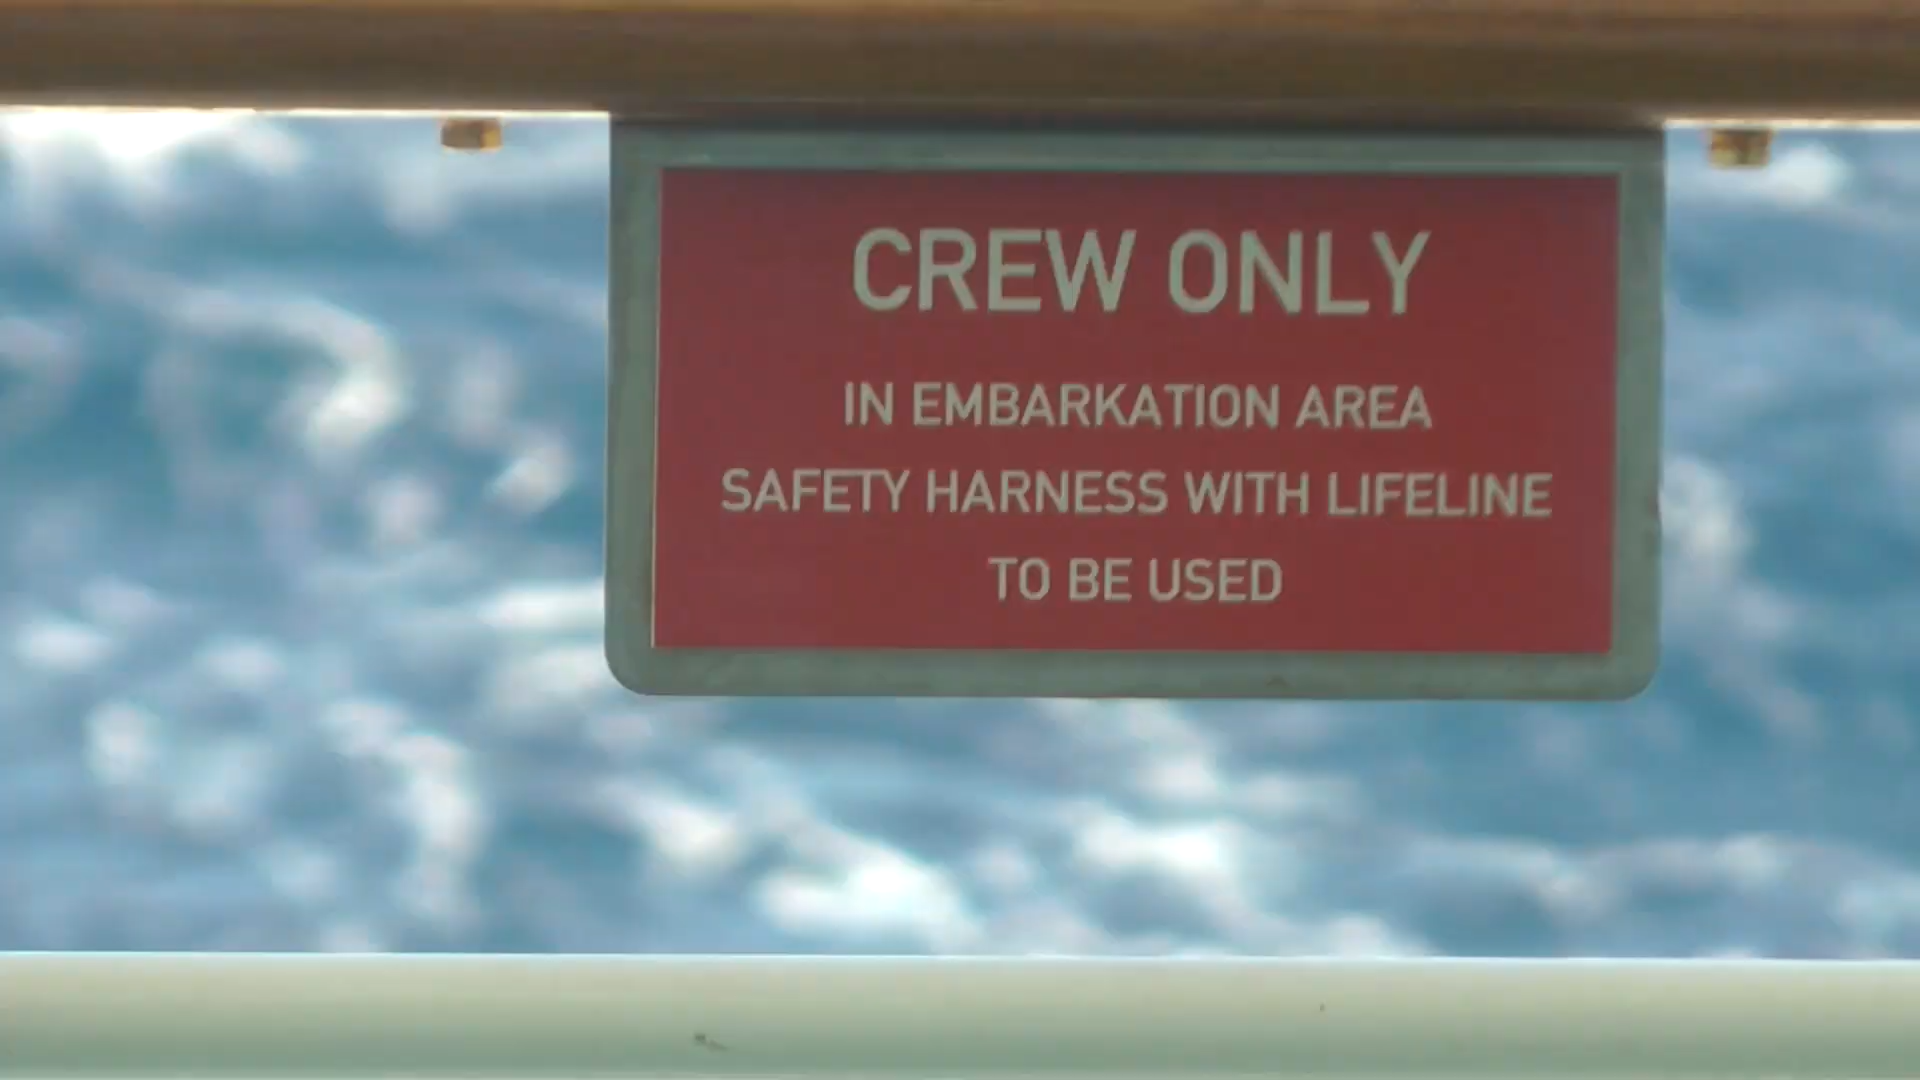 CREW ONLY
IN EMBARKATION AREA
SAFETY HARNESS WITH LIFELINE
TO BE USED